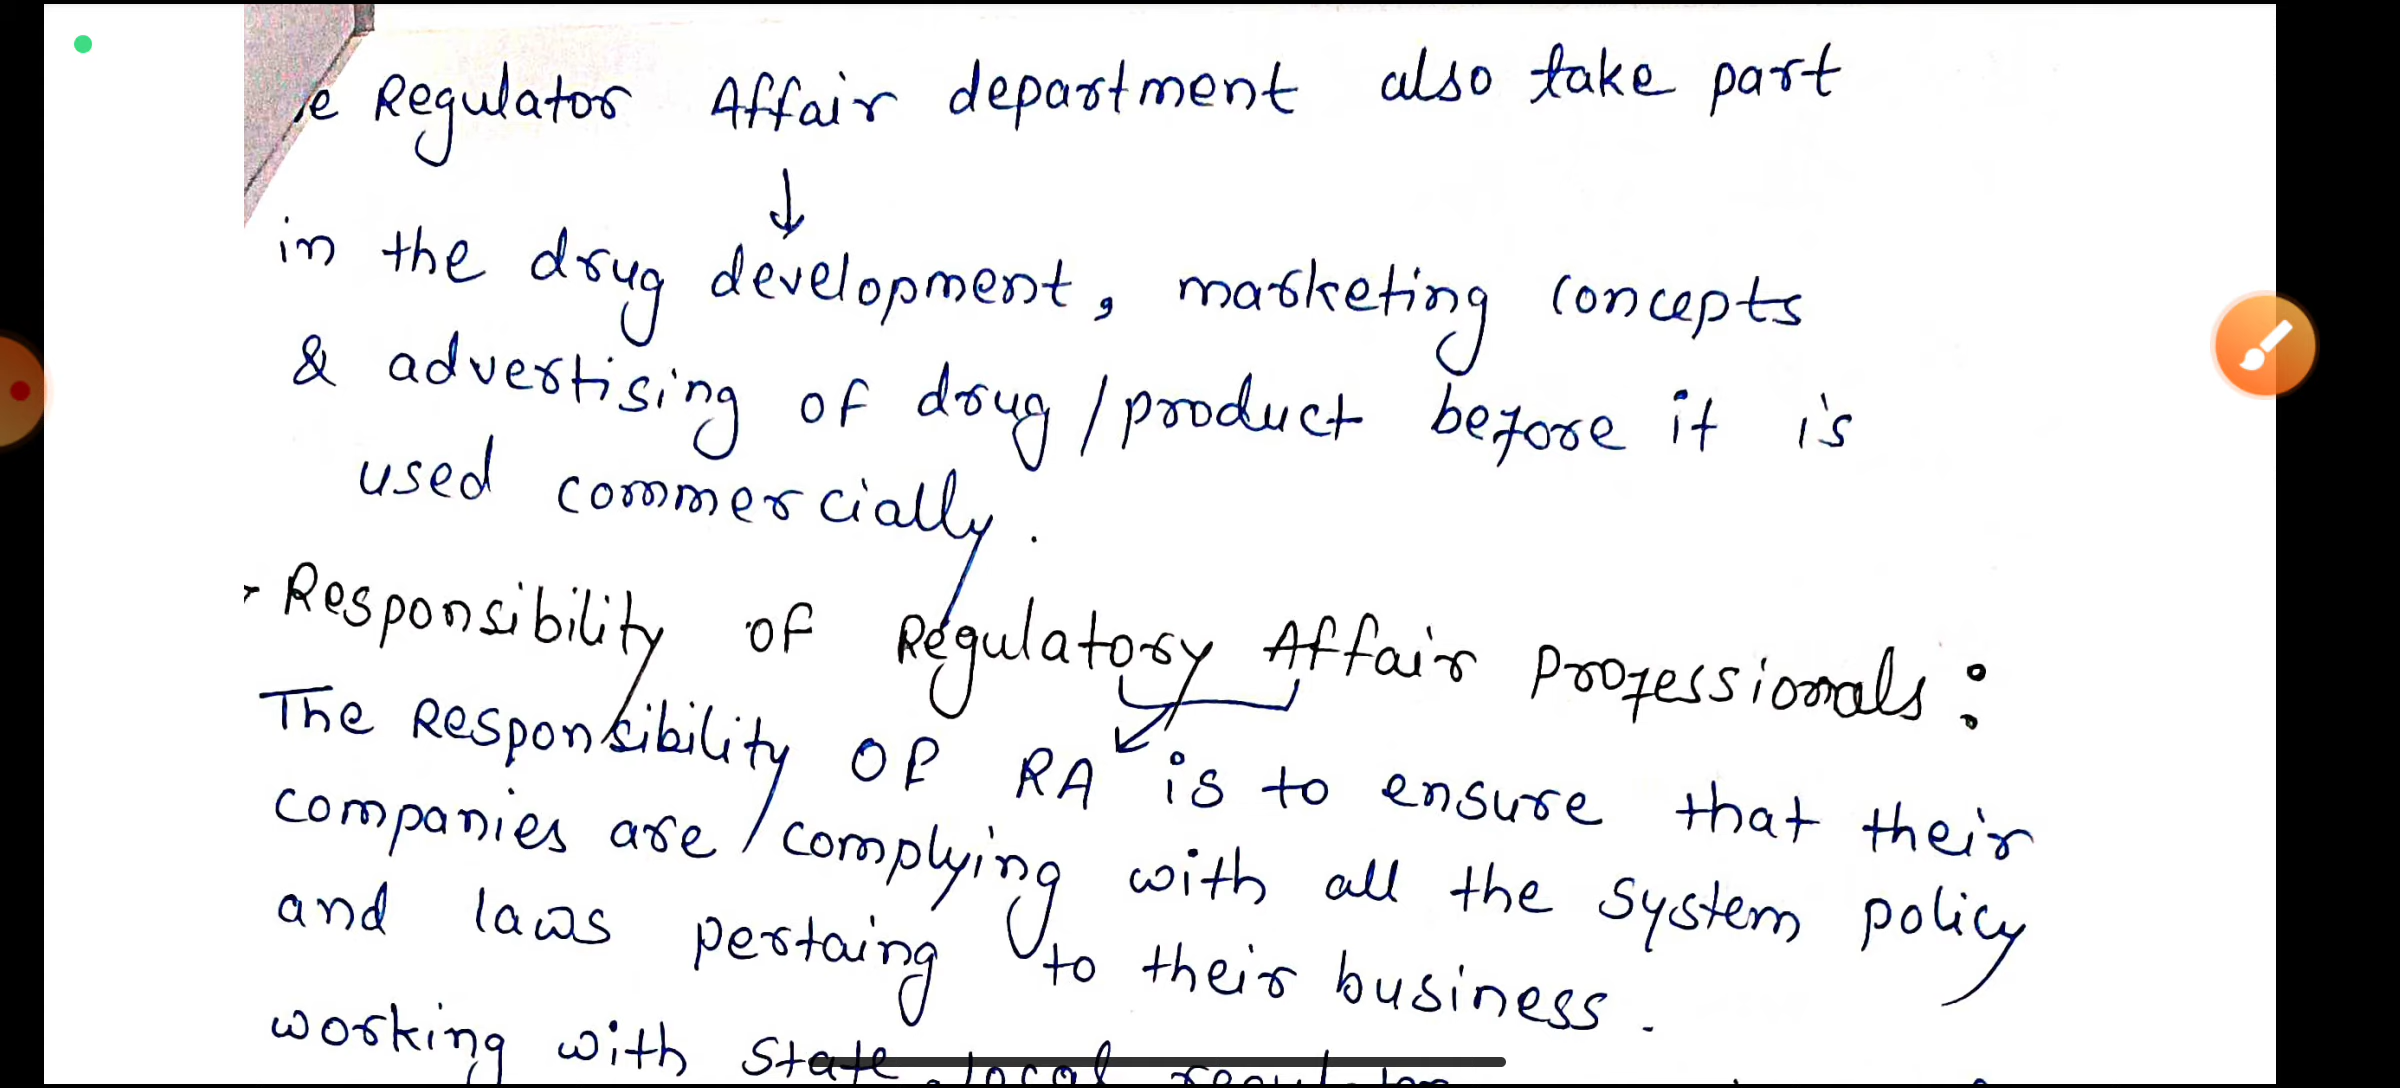 e Regulator Affair department also take part
in the drug development, marketing concepts
& advertising of drug / product before it is
used commercially.
Responsibility of Regulatory Affair Professionals:
The Responsibility of RA is to ensure that their
companies are complying with all the system policy
and laws pertaing to their business.
working with State, local